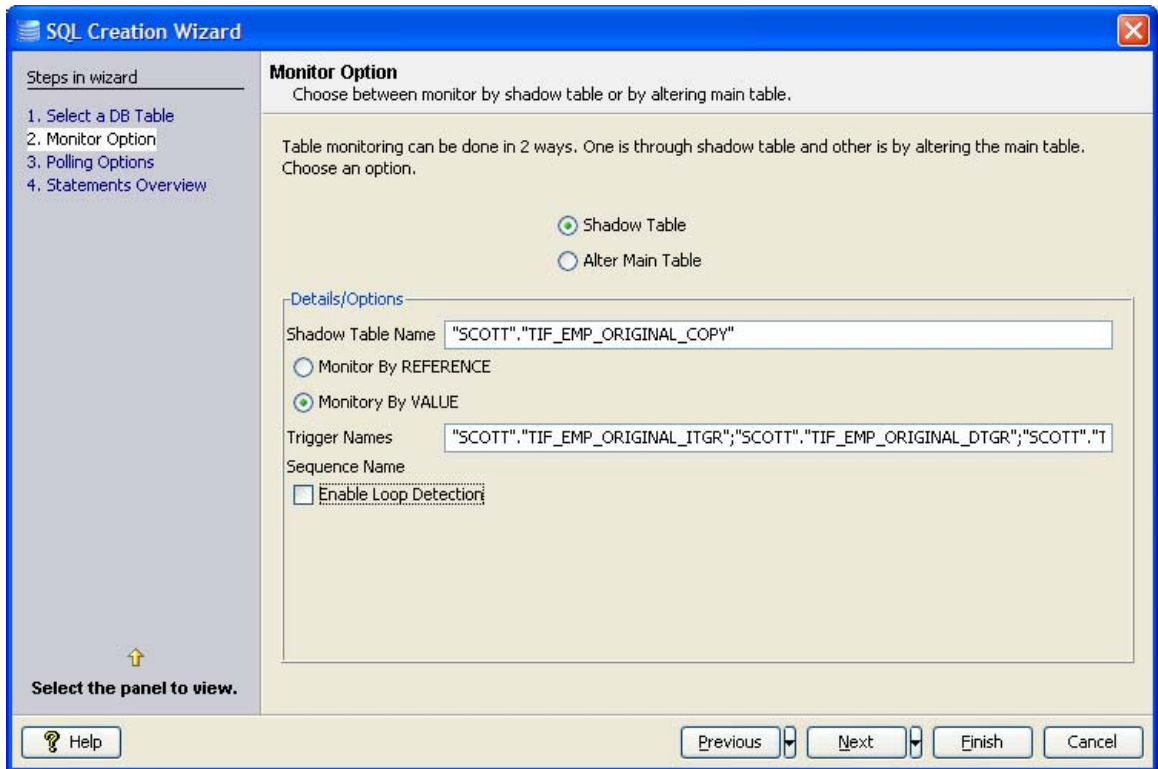 SQL Creation Wizard
Steps in wizard
1. Select a DB Table
2. Monitor Option
3. Polling Options
4. Statements Overview
Select the panel to view.
Monitor Option
Choose between monitor by shadow table or by altering main table.
Table monitoring can be done in 2 ways. One is through shadow table and other is by altering the main table.
Choose an option.
Shadow Table
Alter Main Table
Details/Options
Shadow Table Name "SCOTT"."TIF_EMP_ORIGINAL_COPY"
Monitor By REFERENCE
Monitory By VALUE
Trigger Names "SCOTT"."TIF_EMP_ORIGINAL_ITGR";"SCOTT"."TIF_EMP_ORIGINAL_DTGR";"SCOTT"."T
Sequence Name
Enable Loop Detection
Help Previous Next Finish Cancel